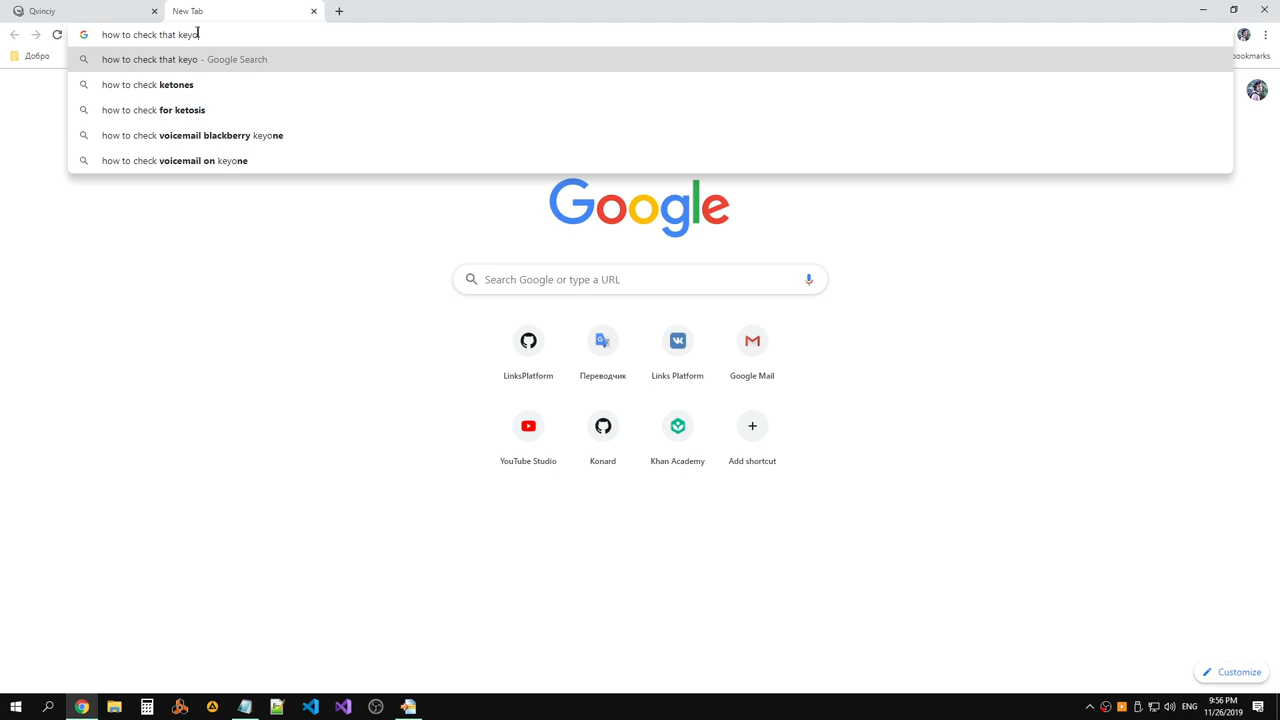 Qvinciy
New Tab
how to check that keyo
Добро
bookmarks
how to check that keyo - Google Search
how to check ketones
how to check for ketosis
how to check voicemail blackberry keyone
how to check voicemail on keyone
Google
Search Google or type a URL
LinksPlatform
Переводчик
Links Platform
Google Mail
YouTube Studio
Konard
Khan Academy
Add shortcut
Customize
ENG
9:56 PM
11/26/2019